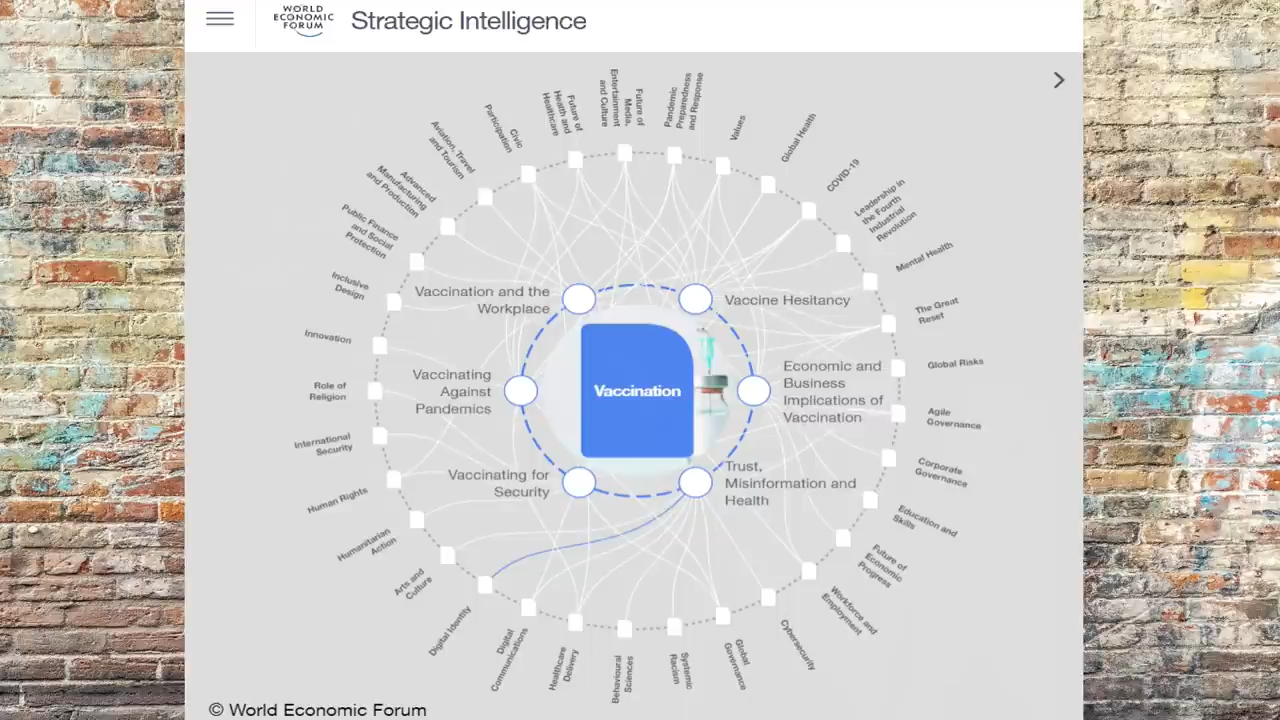 WORLD
ECONOMIC
FORUM
Strategic Intelligence
Aviation, Travel
and Tourism
Civic
Participation
Future of
Health and
Healthcare
Future of
Media,
Entertainment
and Culture
Pandemic
Preparedness
and Response
Values
Global Health
COVID-19
Leadership in
the Fourth
Industrial
Revolution
Mental Health
The Great
Reset
Global Risks
Agile
Governance
Corporate
Governance
Education and
Skills
Future of
Economic
Progress
Workforce and
Employment
Cybersecurity
Global
Governance
Systemic
Racism
Behavioural
Sciences
Healthcare
Delivery
Digital
Communications
Digital Identity
Arts and
Culture
Humanitarian
Action
Human Rights
International
Security
Role of
Religion
Innovation
Inclusive
Design
Public Finance
and Social
Protection
Advanced
Manufacturing
and Production
Vaccination and the
Workplace
Vaccine Hesitancy
Vaccinating
Against
Pandemics
Vaccination
Economic and
Business
Implications of
Vaccination
Vaccinating for
Security
Trust,
Misinformation and
Health
© World Economic Forum